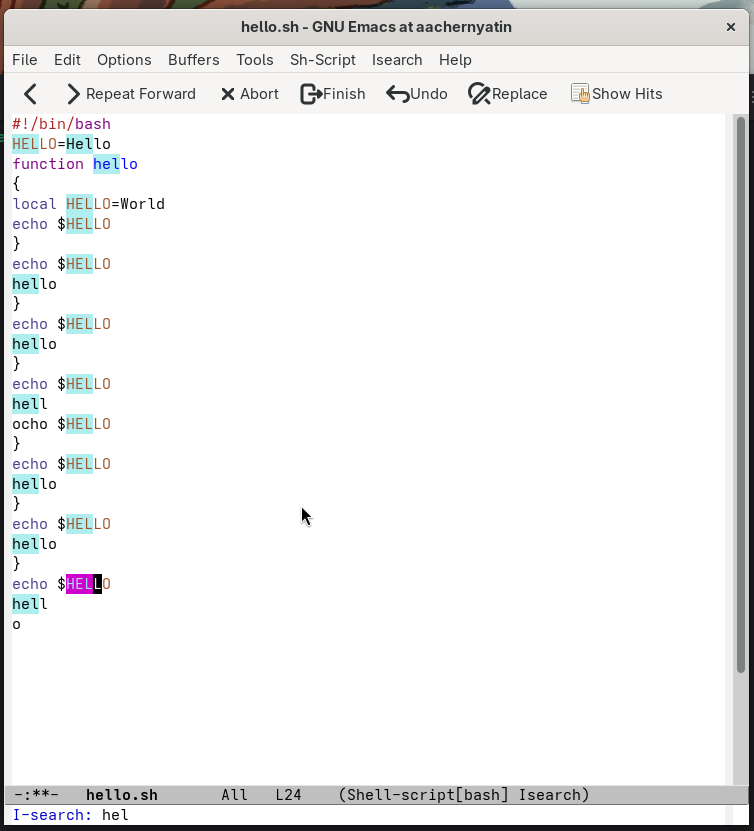 hello.sh - GNU Emacs at aachernyatin
File Edit Options Buffers Tools Sh-Script Isearch Help
Repeat Forward Abort Finish Undo Replace Show Hits
#!/bin/bash
HELLO=Hello
function hello
{
local HELLO=World
echo $HELLO
}
echo $HELLO
hello
}
echo $HELLO
hello
}
echo $HELLO
hell
ocho $HELLO
}
echo $HELLO
hello
}
echo $HELLO
hello
}
echo $HELLO
hell
o
-:**- hello.sh All L24 (Shell-script[bash] Isearch)
I-search: hel